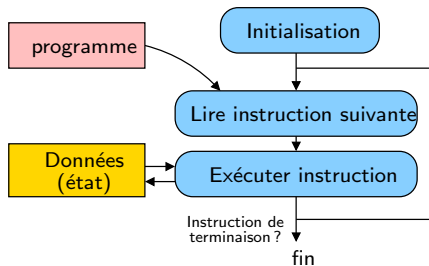 Initialisation
programme
Lire instruction suivante
Données
(état)
Exécuter instruction
Instruction de
terminaison ?
fin